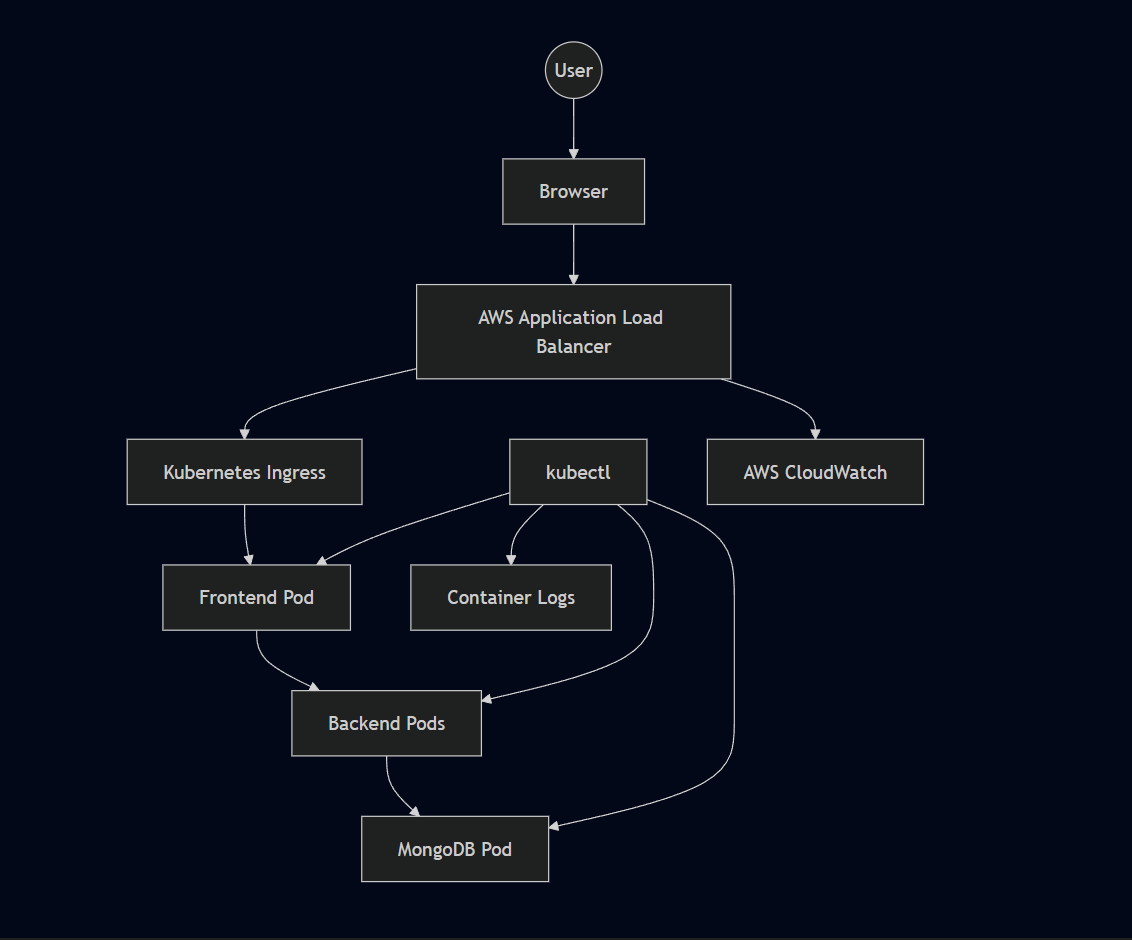 User
Browser
AWS Application Load
Balancer
Kubernetes Ingress
kubectl
AWS CloudWatch
Frontend Pod
Container Logs
Backend Pods
MongoDB Pod